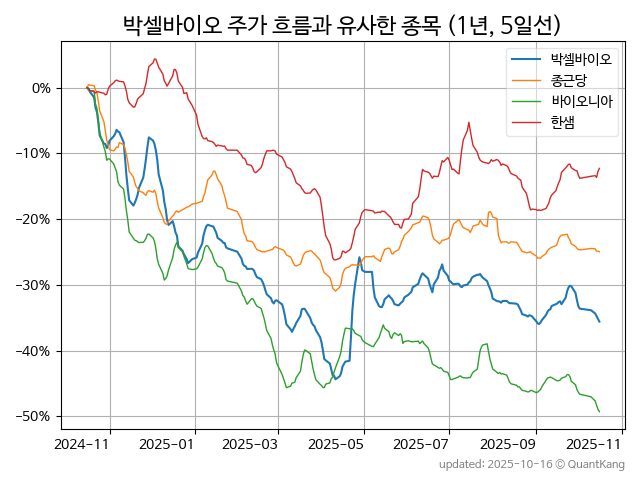 박셀바이오 주가 흐름과 유사한 종목 (1년, 5일선)
박셀바이오
종근당
바이오니아
한샘
0%
−10%
−20%
−30%
−40%
−50%
2024-11 2025-01 2025-03 2025-05 2025-07 2025-09 2025-11
updated: 2025-10-16 © QuantKang